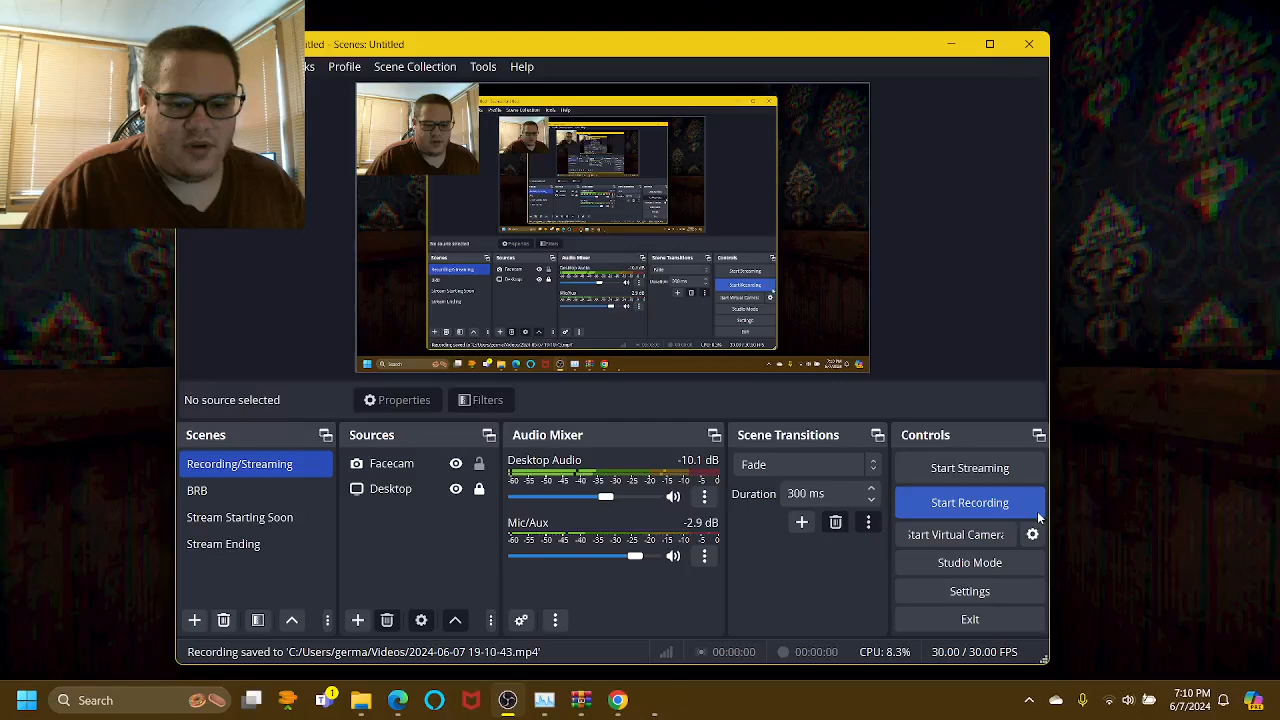 titled - Scenes: Untitled
ks Profile Scene Collection Tools Help
No source selected Properties Filters
Scenes
Recording/Streaming
BRB
Stream Starting Soon
Stream Ending
Sources
Facecam
Desktop
Audio Mixer
Desktop Audio -10.1 dB
-60 -55 -50 -45 -40 -35 -30 -25 -20 -15 -10 -5 0
Mic/Aux -2.9 dB
-60 -55 -50 -45 -40 -35 -30 -25 -20 -15 -10 -5 0
Scene Transitions
Fade
Duration 300 ms
Controls
Start Streaming
Start Recording
Start Virtual Camera
Studio Mode
Settings
Exit
Recording saved to 'C:/Users/germa/Videos/2024-06-07 19-10-43.mp4' 00:00:00 00:00:00 CPU: 8.3% 30.00 / 30.00 FPS
Search 1 7:10 PM
6/7/2024